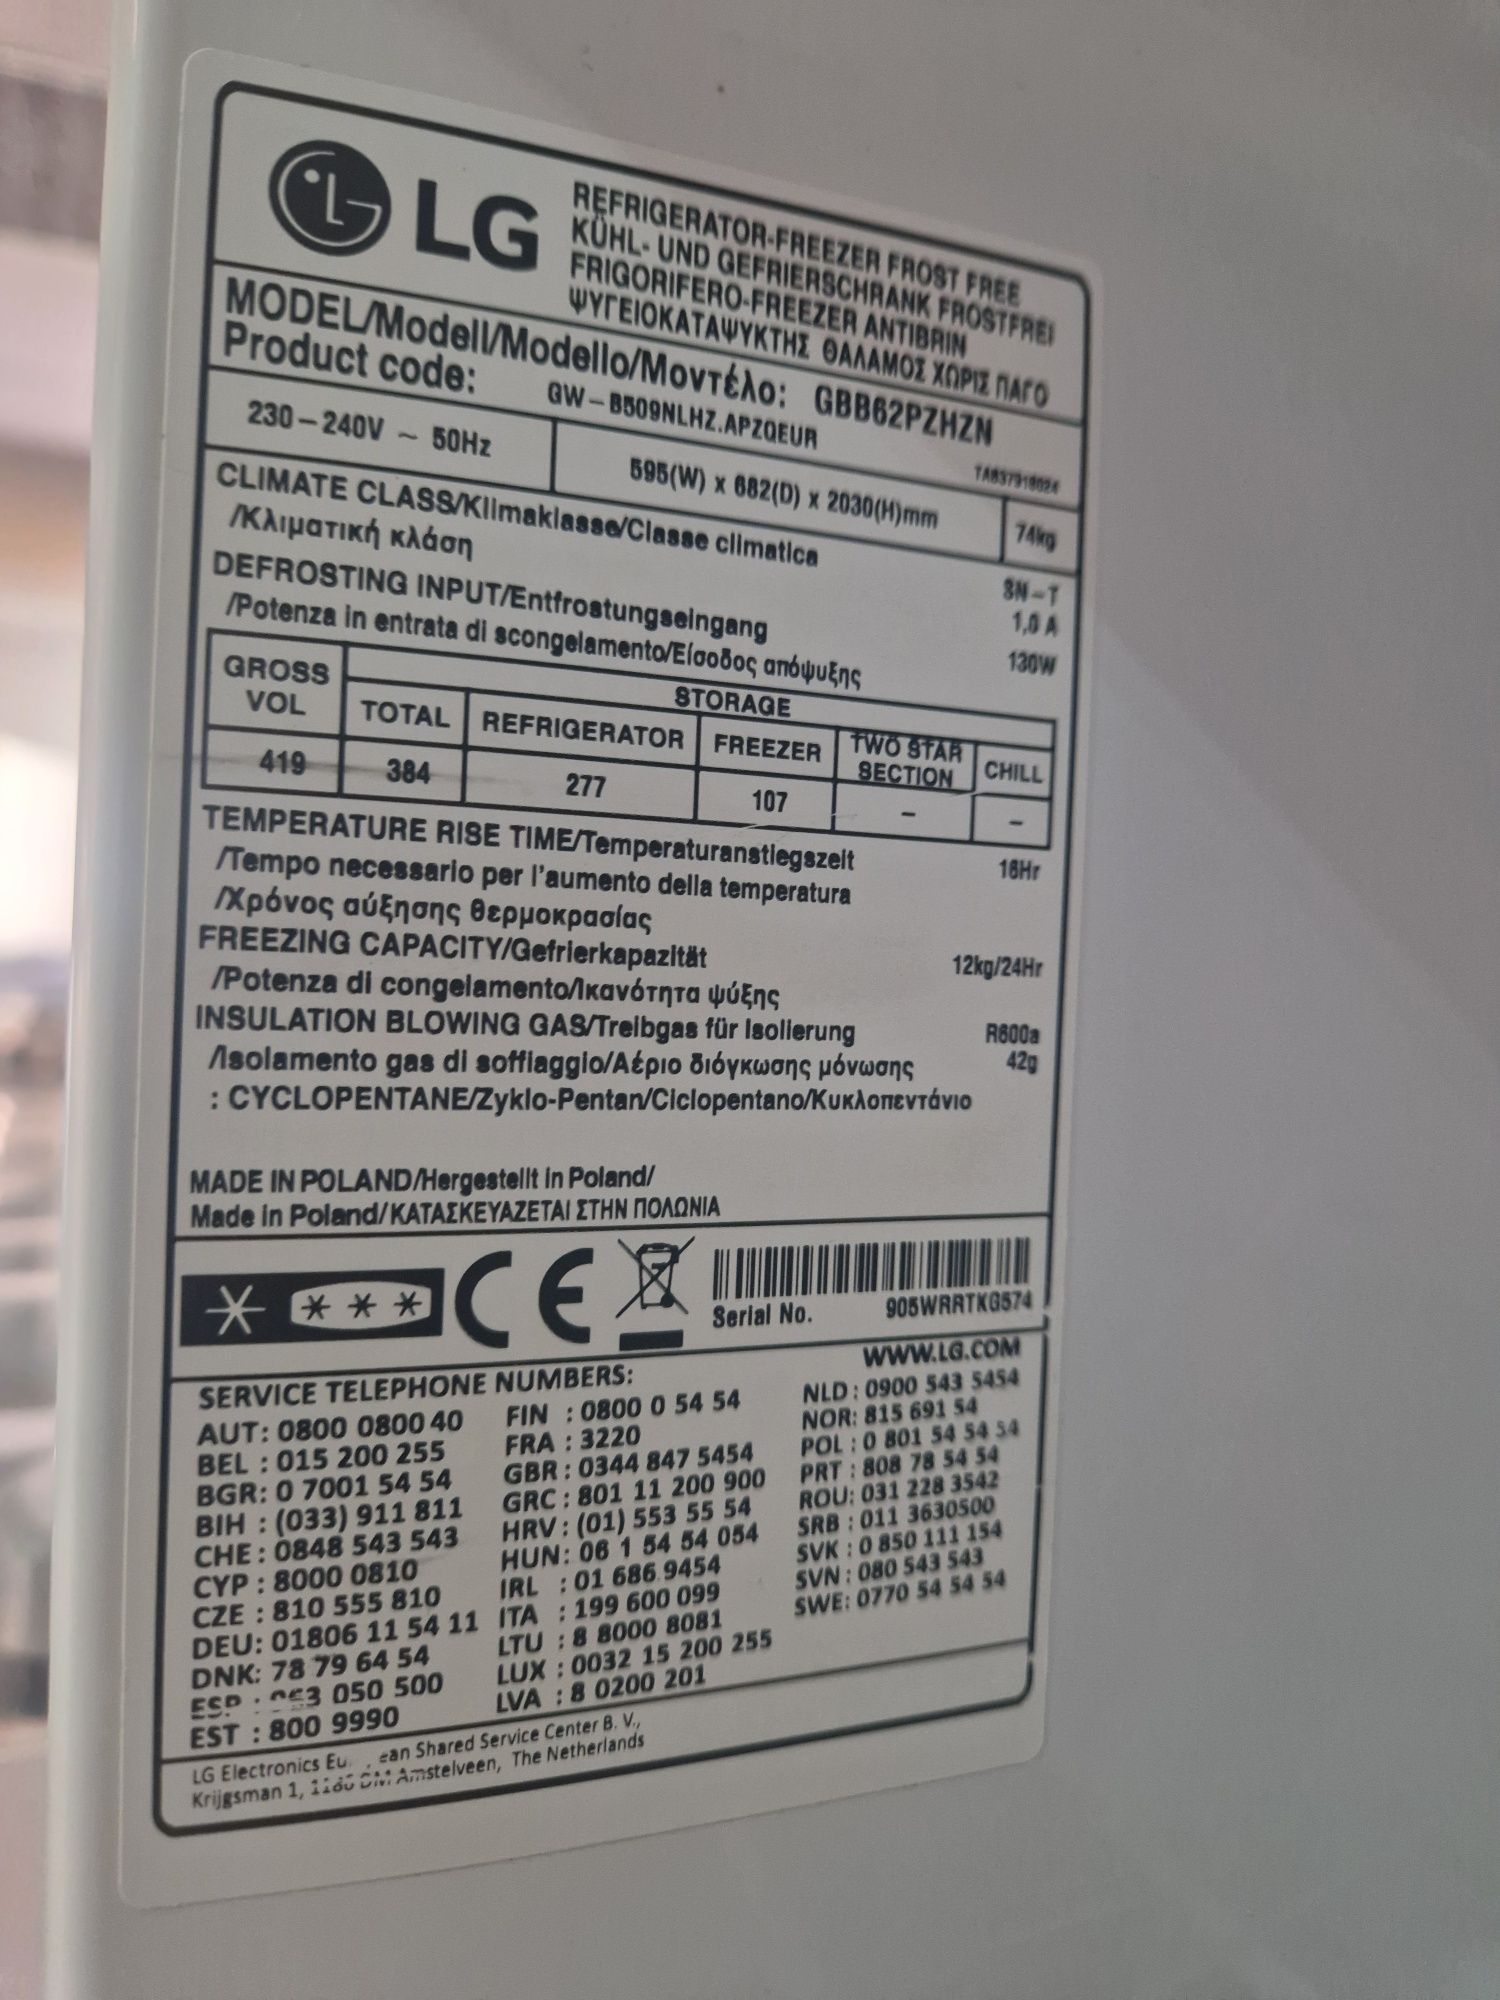 LG
REFRIGERATOR-FREEZER FROST FREE
KÜHL- UND GEFRIERSCHRANK FROSTFREI
FRIGORIFERO-FREEZER ANTIBRIN
ΨΥΓΕΙΟΚΑΤΑΨΥΚΤΗΣ ΘΑΛΑΜΟΣ ΧΩΡΙΣ ΠΑΓΟ
MODEL/Modell/Modello/Μοντέλο: GBB62PZHZN
Product code: GW-B509NLHZ.APZQEUR
230-240V ~ 50Hz
595(W) x 682(D) x 2030(H)mm
74kg
CLIMATE CLASS/Klimaklasse/Classe climatica SN-T
/Κλιματική κλάση
DEFROSTING INPUT/Entfrostungseingang
/Potenza in entrata di scongelamento/Είσοδος απόψυξης 130W
GROSS VOL
STORAGE
TOTAL REFRIGERATOR FREEZER TWO STAR SECTION CHILL
419 384 277 107 – –
TEMPERATURE RISE TIME/Temperaturanstiegszeit 16Hr
/Tempo necessario per l'aumento della temperatura
/Χρόνος αύξησης θερμοκρασίας
FREEZING CAPACITY/Gefrierkapazität 12kg/24Hr
/Potenza di congelamento/Ικανότητα ψύξης
INSULATION BLOWING GAS/Treibgas für Isolierung R600a
/Isolamento gas di soffiaggio/Αέριο διόγκωσης μόνωσης 42g
: CYCLOPENTANE/Zyklo-Pentan/Ciclopentano/Κυκλοπεντάνιο
MADE IN POLAND/Hergestellt in Poland/
Made in Poland/ΚΑΤΑΣΚΕΥΑΖΕΤΑΙ ΣΤΗΝ ΠΟΛΩΝΙΑ
CE
Serial No. 905WRRTKG574
WWW.LG.COM
SERVICE TELEPHONE NUMBERS:
AUT: 0800 0800 40
BEL : 015 200 255
BGR: 0 7001 54 54
BIH : (033) 911 811
CHE : 0848 543 543
CYP : 8000 0810
CZE : 810 555 810
DEU: 01806 11 54 11
DNK: 78 79 64 54
ESP : 963 050 500
EST : 800 9990
FIN : 0800 0 54 54
FRA : 3220
GBR : 0344 847 5454
GRC : 801 11 200 900
HRV : (01) 553 55 54
HUN: 06 1 54 54 054
IRL : 01 686 9454
ITA : 199 600 099
LTU : 8 8000 8081
LUX : 0032 15 200 255
LVA : 8 0200 201
NLD : 0900 543 5454
NOR: 815 691 54
POL : 0 801 54 54 54
PRT : 808 78 54 54
ROU: 031 228 3542
SRB : 011 3630500
SVK : 0 850 111 154
SVN : 080 543 543
SWE: 0770 54 54 54
LG Electronics European Shared Service Center B. V.,
Krijgsman 1, Amstelveen, The Netherlands